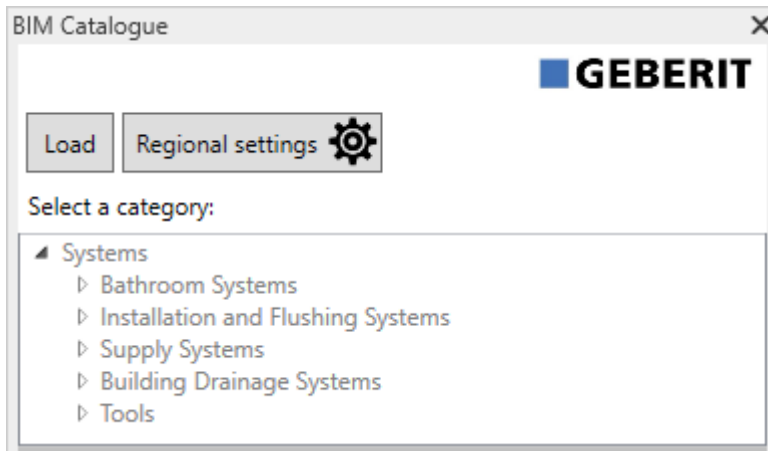 BIM Catalogue
GEBERIT
Load Regional settings
Select a category:
Systems
Bathroom Systems
Installation and Flushing Systems
Supply Systems
Building Drainage Systems
Tools